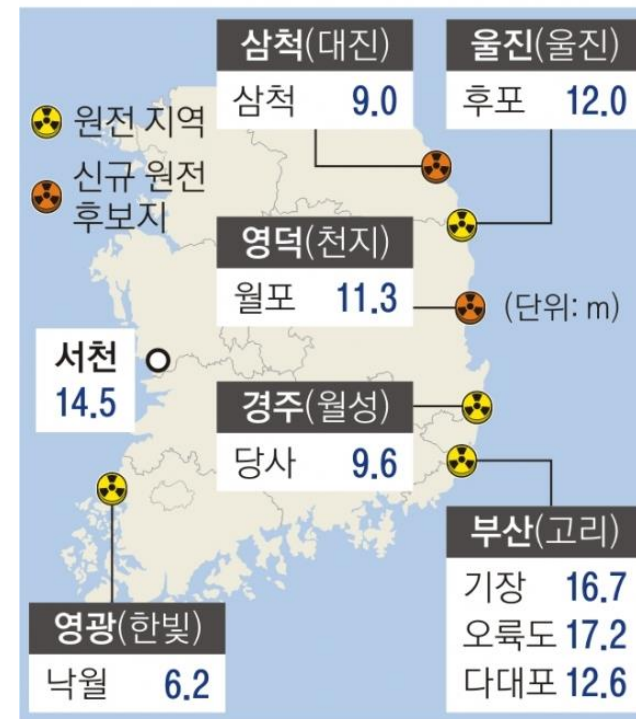 삼척(대진)
삼척 9.0
울진(울진)
후포 12.0
원전 지역
신규 원전
후보지
영덕(천지)
월포 11.3
(단위: m)
서천
14.5
경주(월성)
당사 9.6
부산(고리)
기장 16.7
오륙도 17.2
다대포 12.6
영광(한빛)
낙월 6.2